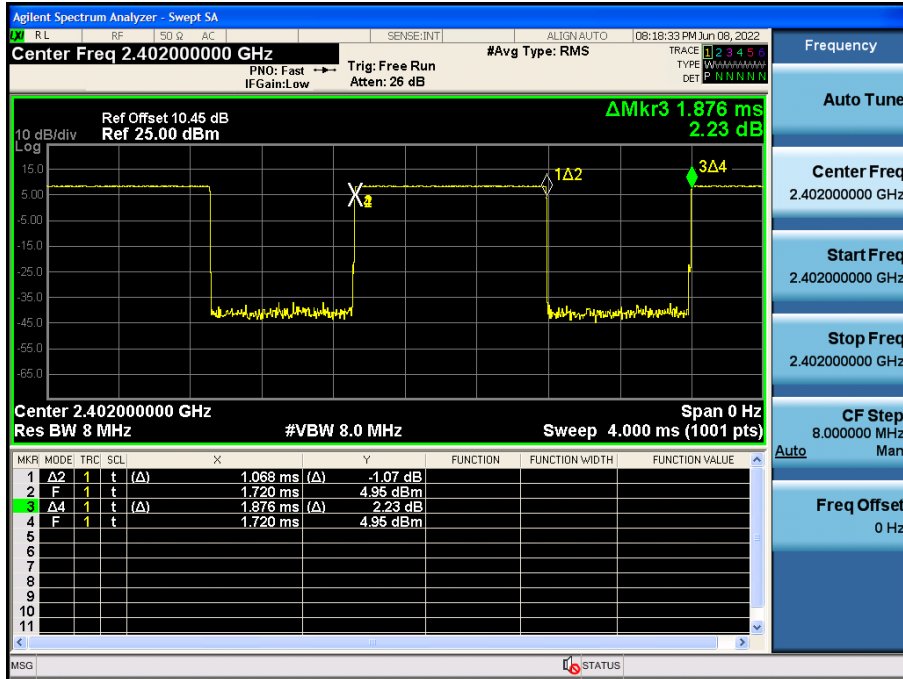 Agilent Spectrum Analyzer - Swept SA
LXI RL RF 50 Ω AC SENSE:INT ALIGNAUTO 08:18:33 PM Jun 08, 2022
Center Freq 2.402000000 GHz #Avg Type: RMS TRACE 1 2 3 4 5 6
PNO: Fast Trig: Free Run TYPE WWWWWW
IFGain:Low Atten: 26 dB DET P N N N N N
Frequency
Auto Tune
Center Freq
2.402000000 GHz
Start Freq
2.402000000 GHz
Stop Freq
2.402000000 GHz
CF Step
8.000000 MHz
Auto Man
Freq Offset
0 Hz
ΔMkr3 1.876 ms
2.23 dB
Ref Offset 10.45 dB
10 dB/div Ref 25.00 dBm
Log
15.0
5.00
-5.00
-15.0
-25.0
-35.0
-45.0
-55.0
-65.0
1Δ2
3Δ4
Center 2.402000000 GHz Span 0 Hz
Res BW 8 MHz #VBW 8.0 MHz Sweep 4.000 ms (1001 pts)
MKR MODE TRC SCL X Y FUNCTION FUNCTION WIDTH FUNCTION VALUE
1 Δ2 1 t (Δ) 1.068 ms (Δ) -1.07 dB
2 F 1 t 1.720 ms 4.95 dBm
3 Δ4 1 t (Δ) 1.876 ms (Δ) 2.23 dB
4 F 1 t 1.720 ms 4.95 dBm
5
6
7
8
9
10
11
MSG STATUS